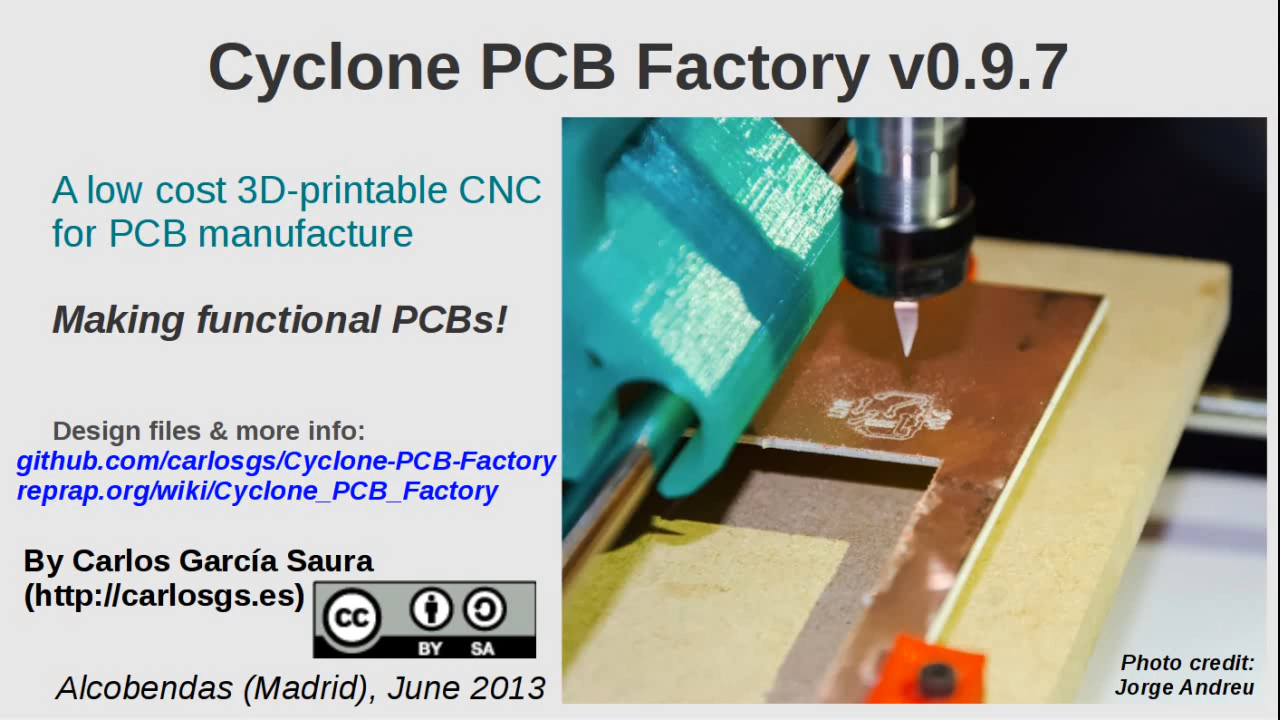 Cyclone PCB Factory v0.9.7
A low cost 3D-printable CNC
for PCB manufacture
Making functional PCBs!
Design files & more info:
github.com/carlosgs/Cyclone-PCB-Factory
reprap.org/wiki/Cyclone_PCB_Factory
By Carlos García Saura
(http://carlosgs.es)
CC
BY SA
Alcobendas (Madrid), June 2013
Photo credit:
Jorge Andreu